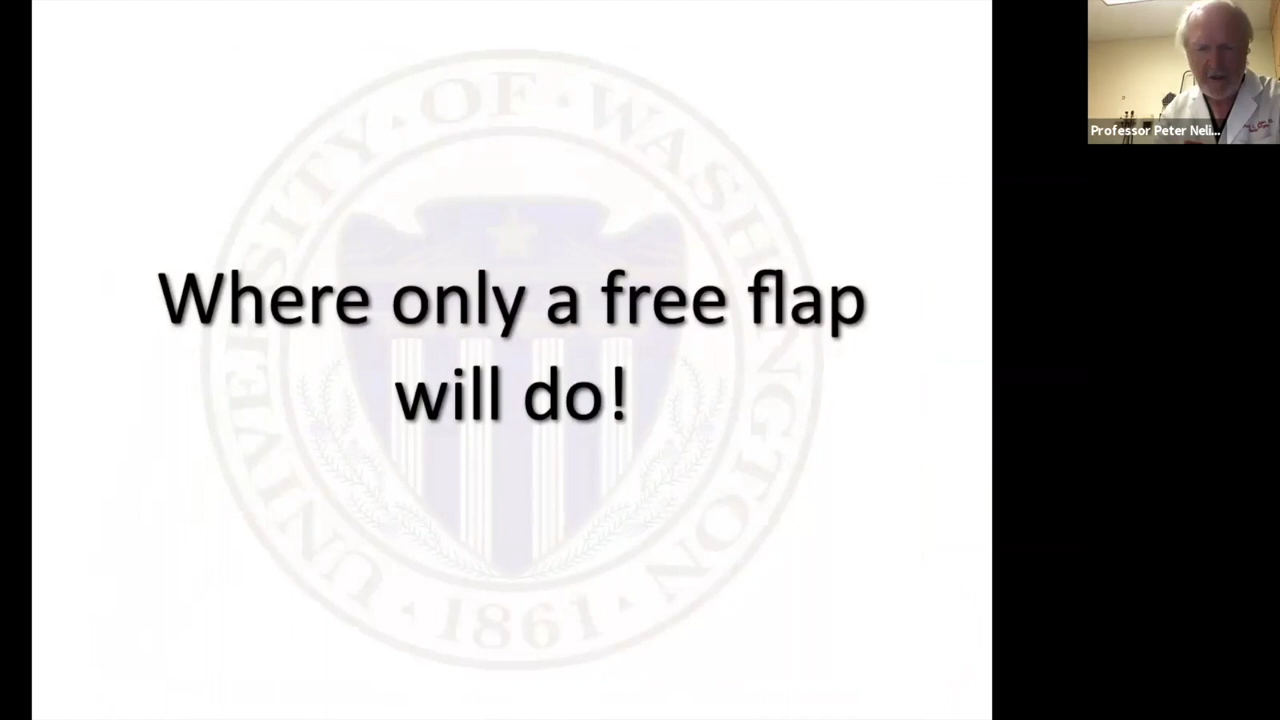 Where only a free flap
will do!
UNIVERSITY · OF · WASHINGTON
1861
Professor Peter Neli...